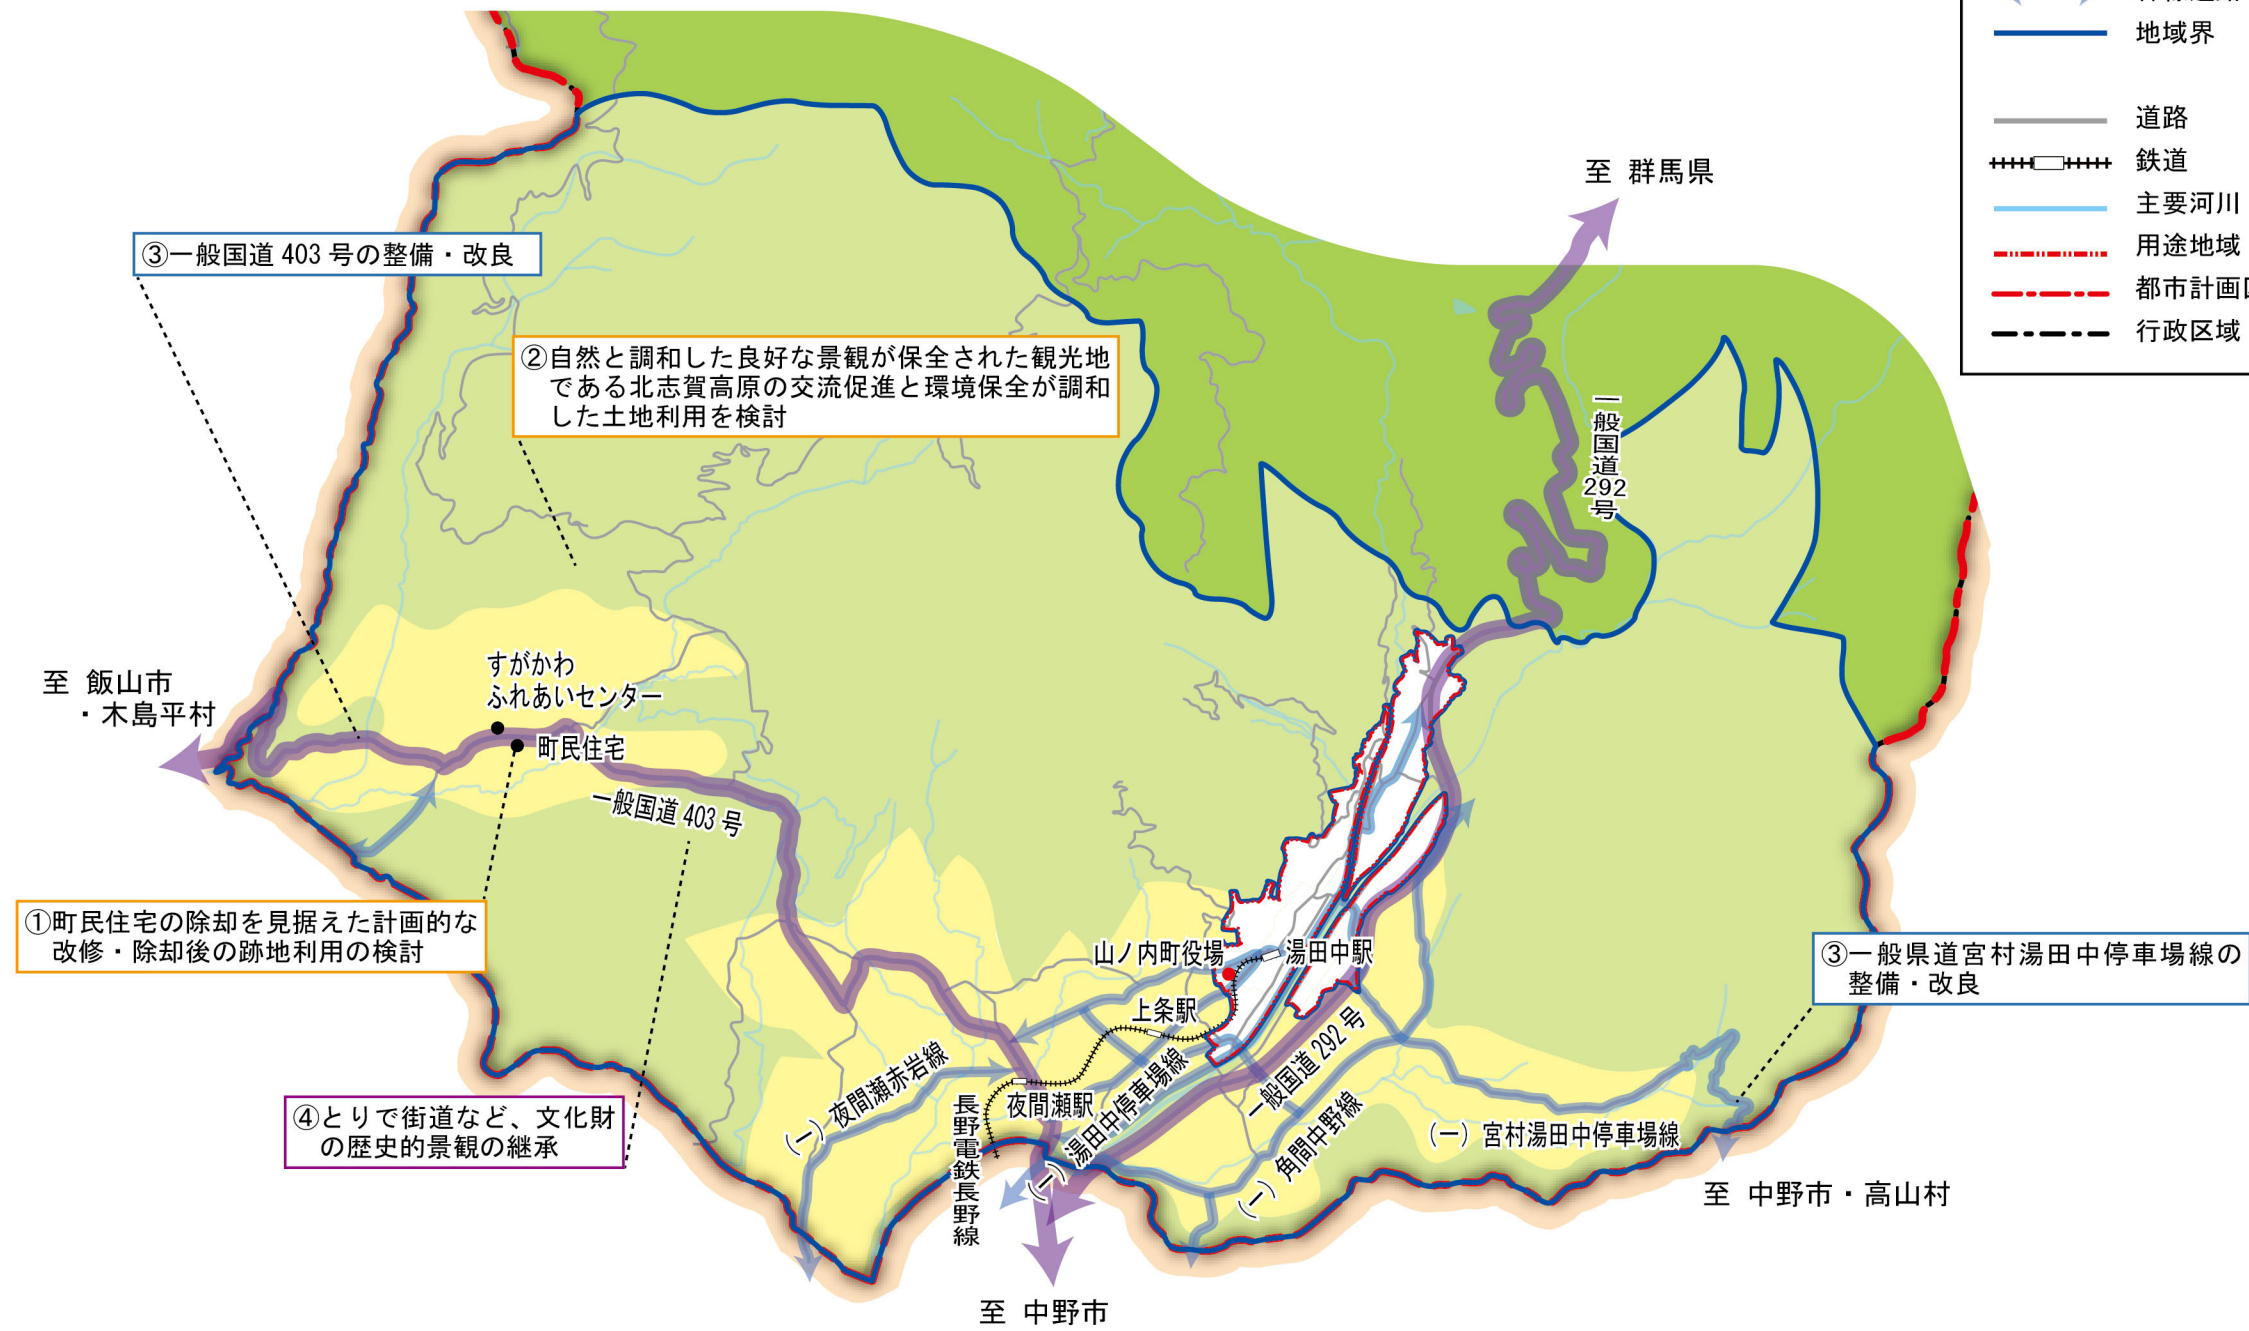 地域界
道路
鉄道
主要河川
用途地域
都市計画
行政区域
至 群馬県
③一般国道 403 号の整備・改良
②自然と調和した良好な景観が保全された観光地
である北志賀高原の交流促進と環境保全が調和
した土地利用を検討
一般国道292号
すがかわ
ふれあいセンター
至 飯山市
・木島平村
町民住宅
一般国道 403 号
①町民住宅の除却を見据えた計画的な
改修・除却後の跡地利用の検討
山ノ内町役場
湯田中駅
③一般県道宮村湯田中停車場線の
整備・改良
上条駅
一般国道 292 号
(一) 夜間瀬赤岩線
夜間瀬駅
(一) 湯田中停車場線
(一) 角間中野線
(一) 宮村湯田中停車場線
④とりで街道など、文化財
の歴史的景観の継承
長野電鉄長野線
至 中野市・高山村
至 中野市